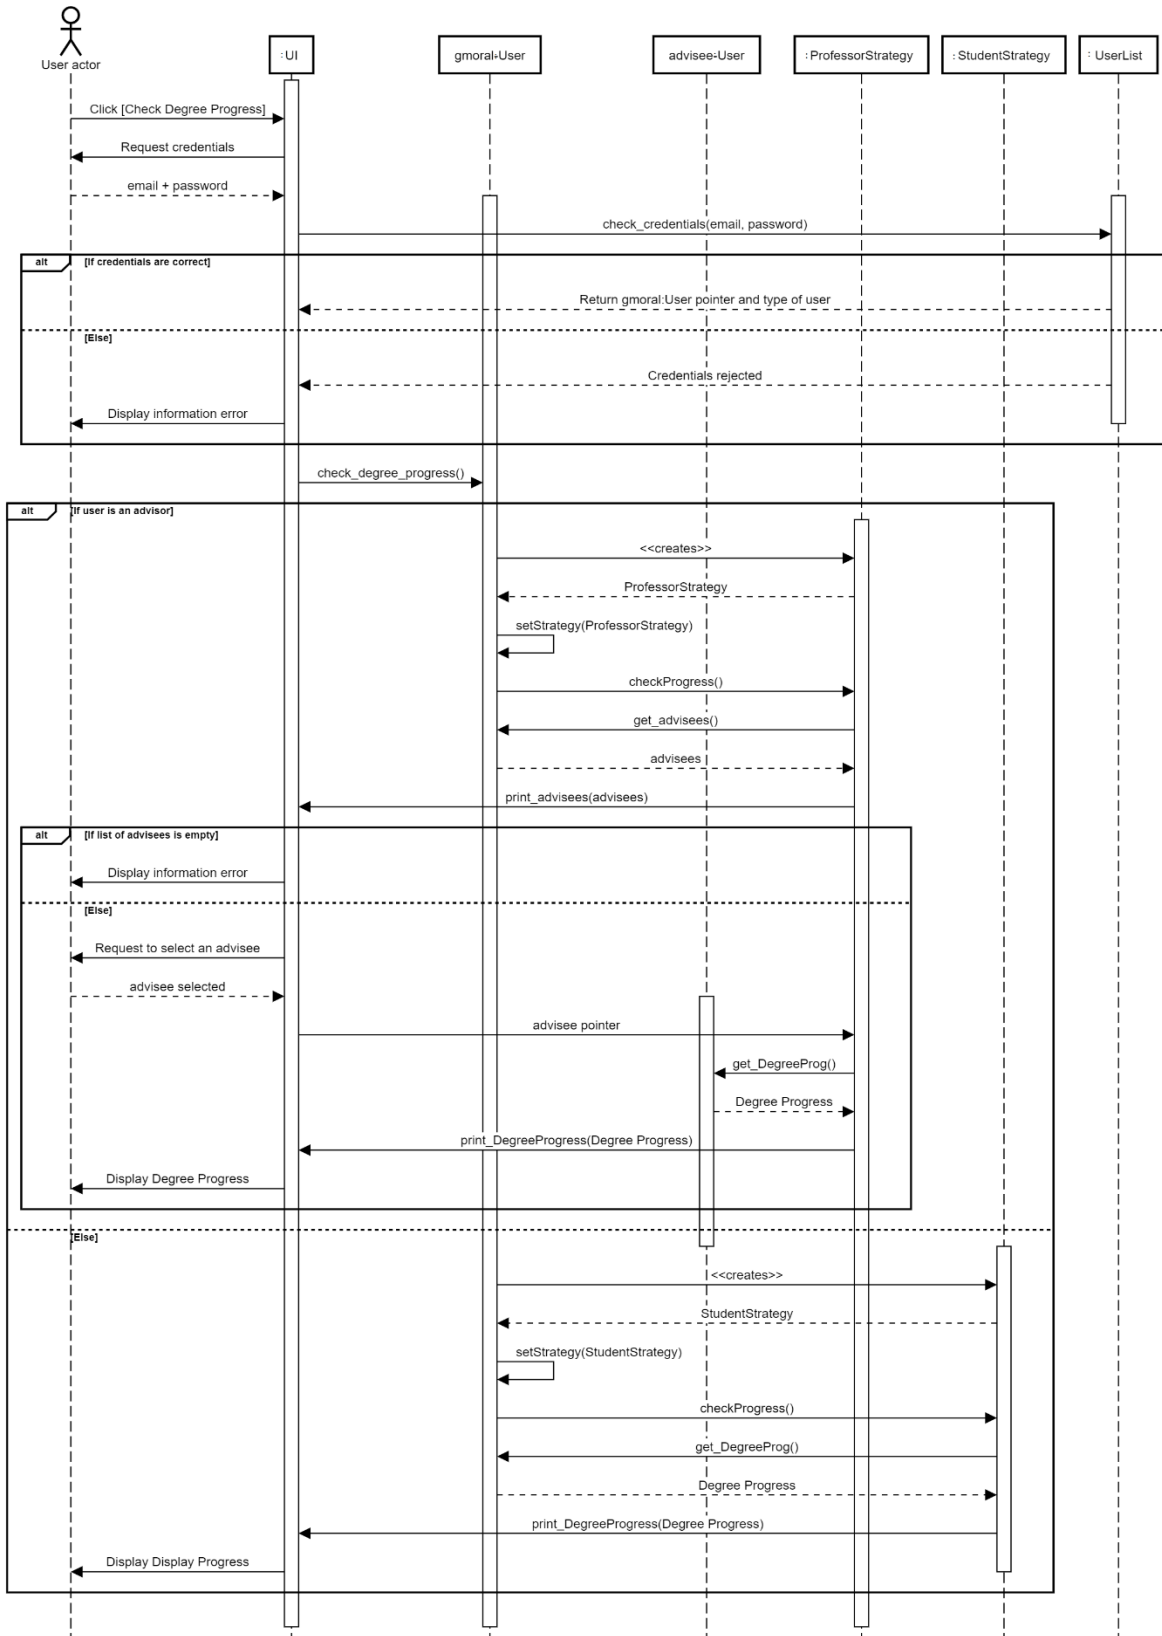 User actor
:UI
gmoral-User
advisee-User
:ProfessorStrategy
:StudentStrategy
: UserList
Click [Check Degree Progress]
Request credentials
email + password
check_credentials(email, password)
alt
[If credentials are correct]
Return gmoral:User pointer and type of user
[Else]
Credentials rejected
Display information error
check_degree_progress()
alt
[If user is an advisor]
<<creates>>
ProfessorStrategy
setStrategy(ProfessorStrategy)
checkProgress()
get_advisees()
advisees
print_advisees(advisees)
alt
[If list of advisees is empty]
Display information error
[Else]
Request to select an advisee
advisee selected
advisee pointer
get_DegreeProg()
Degree Progress
print_DegreeProgress(Degree Progress)
Display Degree Progress
[Else]
<<creates>>
StudentStrategy
setStrategy(StudentStrategy)
checkProgress()
get_DegreeProg()
Degree Progress
print_DegreeProgress(Degree Progress)
Display Display Progress